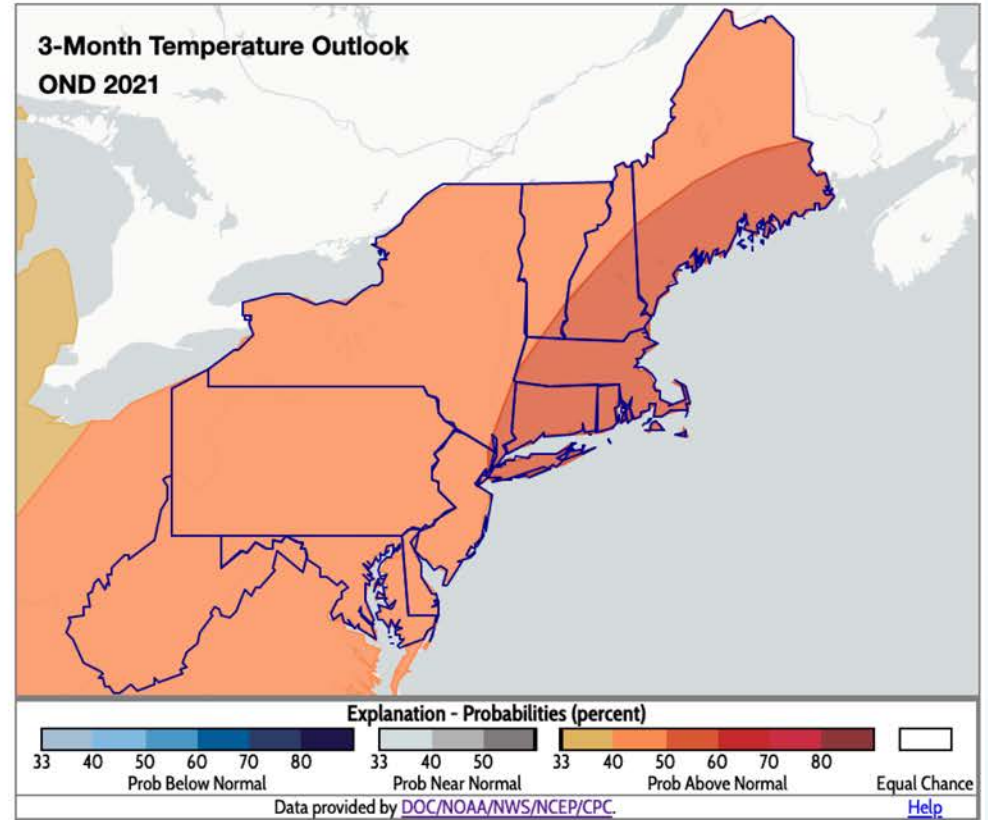 3-Month Temperature Outlook
OND 2021
Explanation - Probabilities (percent)
33 40 50 60 70 80 33 40 50 33 40 50 60 70 80
Prob Below Normal Prob Near Normal Prob Above Normal Equal Chance
Data provided by DOC/NOAA/NWS/NCEP/CPC. Help